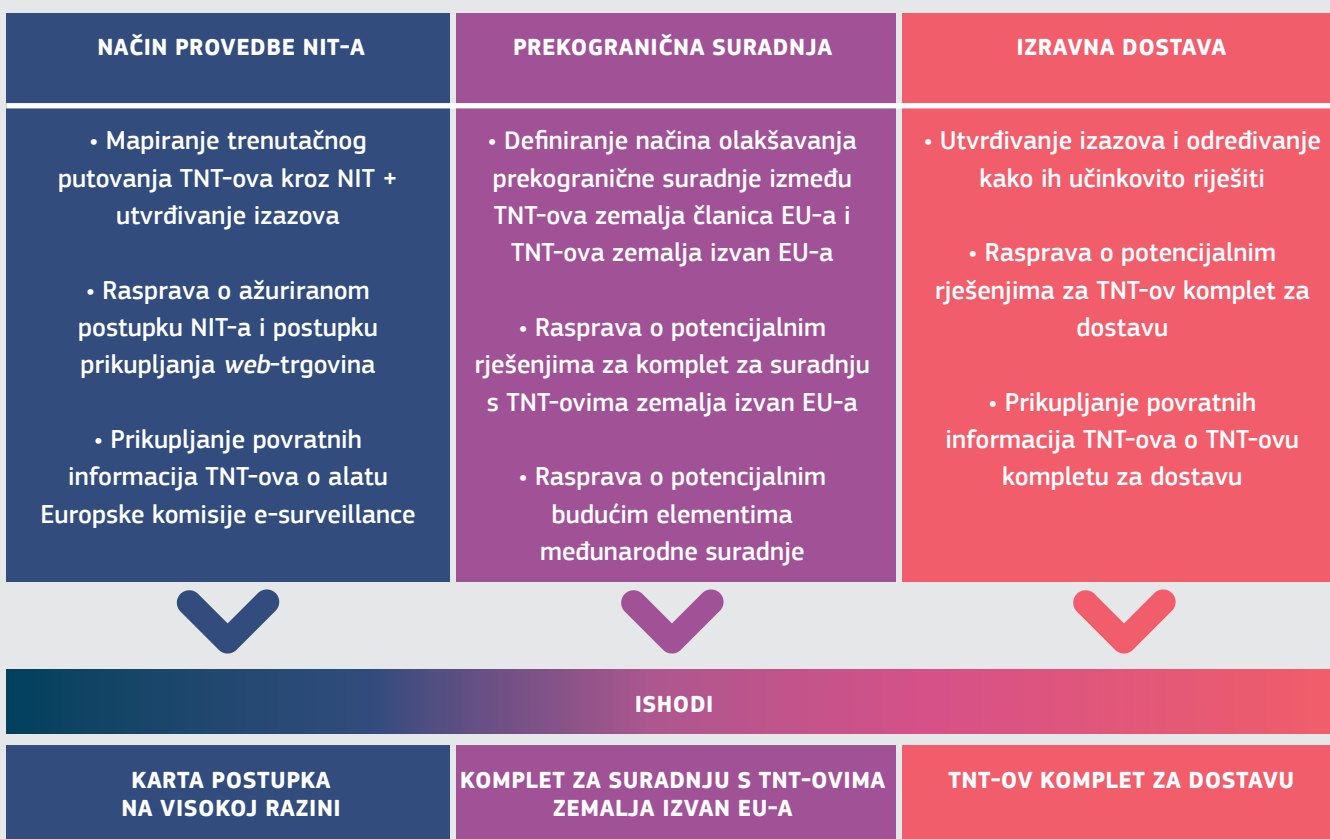 NAČIN PROVEDBE NIT-A
PREKOGRANIČNA SURADNJA
IZRAVNA DOSTAVA
• Mapiranje trenutačnog
putovanja TNT-ova kroz NIT +
utvrđivanje izazova
• Rasprava o ažuriranom
postupku NIT-a i postupku
prikupljanja web-trgovina
• Prikupljanje povratnih
informacija TNT-ova o alatu
Europske komisije e-surveillance
• Definiranje načina olakšavanja
prekogranične suradnje između
TNT-ova zemalja članica EU-a i
TNT-ova zemalja izvan EU-a
• Rasprava o potencijalnim
rješenjima za komplet za suradnju
s TNT-ovima zemalja izvan EU-a
• Rasprava o potencijalnim
budućim elementima
međunarodne suradnje
• Utvrđivanje izazova i određivanje
kako ih učinkovito riješiti
• Rasprava o potencijalnim
rješenjima za TNT-ov komplet za
dostavu
• Prikupljanje povratnih
informacija TNT-ova o TNT-ovu
kompletu za dostavu
ISHODI
KARTA POSTUPKA
NA VISOKOJ RAZINI
KOMPLET ZA SURADNJU S TNT-OVIMA
ZEMALJA IZVAN EU-A
TNT-OV KOMPLET ZA DOSTAVU